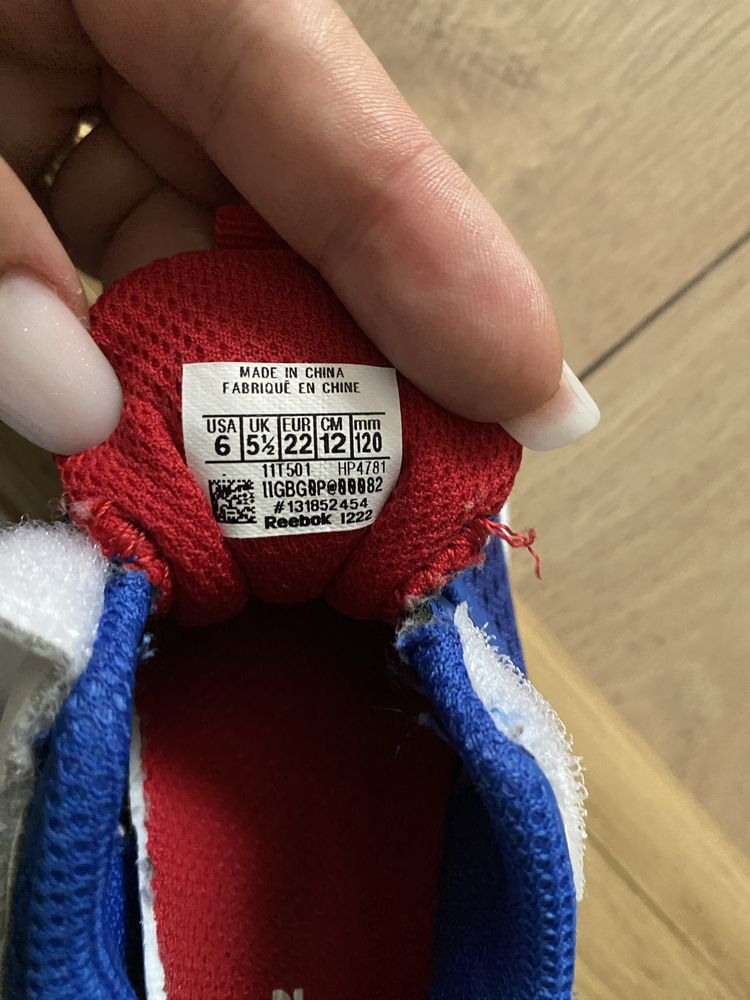 MADE IN CHINA
FABRIQUÉ EN CHINE
USA UK EUR CM mm
6 5½ 22 12 120
11T501 HP4781
#131852454
Reebok 1222